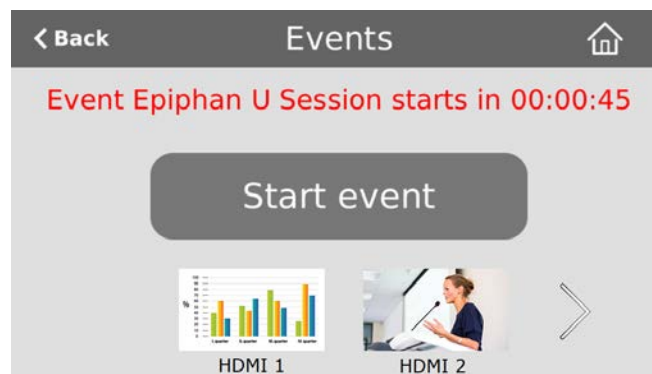 Back
Events
Event Epiphan U Session starts in 00:00:45
Start event
%
HDMI 1
HDMI 2